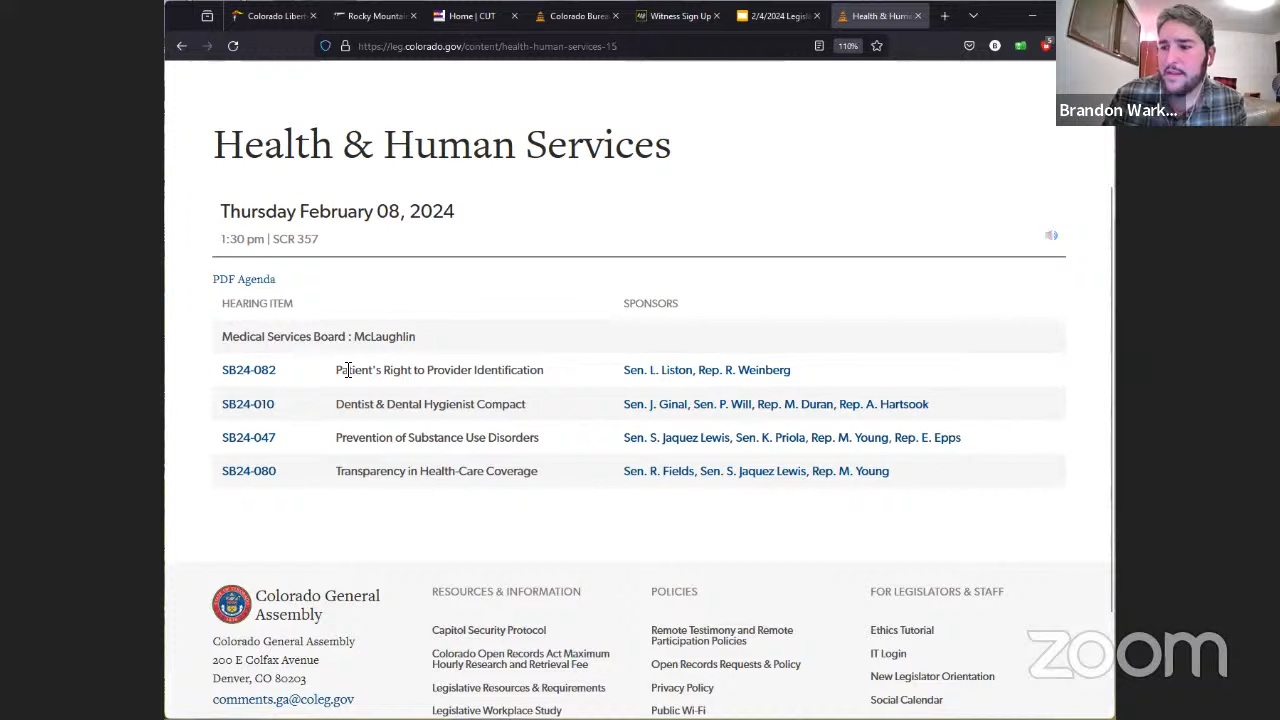 Colorado Libert
Rocky Mountain
Home | CUT
Colorado Burea
Witness Sign Up
2/4/2024 Legisla
Health & Huma
https://leg.colorado.gov/content/health-human-services-15
110%
Brandon Wark...
Health & Human Services
Thursday February 08, 2024
1:30 pm | SCR 357
PDF Agenda
HEARING ITEM SPONSORS
Medical Services Board : McLaughlin
SB24-082 Patient's Right to Provider Identification Sen. L. Liston, Rep. R. Weinberg
SB24-010 Dentist & Dental Hygienist Compact Sen. J. Ginal, Sen. P. Will, Rep. M. Duran, Rep. A. Hartsook
SB24-047 Prevention of Substance Use Disorders Sen. S. Jaquez Lewis, Sen. K. Priola, Rep. M. Young, Rep. E. Epps
SB24-080 Transparency in Health-Care Coverage Sen. R. Fields, Sen. S. Jaquez Lewis, Rep. M. Young
Colorado General
Assembly
Colorado General Assembly
200 E Colfax Avenue
Denver, CO 80203
comments.ga@coleg.gov
RESOURCES & INFORMATION
Capitol Security Protocol
Colorado Open Records Act Maximum
Hourly Research and Retrieval Fee
Legislative Resources & Requirements
Legislative Workplace Study
POLICIES
Remote Testimony and Remote
Participation Policies
Open Records Requests & Policy
Privacy Policy
Public Wi-Fi
FOR LEGISLATORS & STAFF
Ethics Tutorial
IT Login
New Legislator Orientation
Social Calendar
zoom